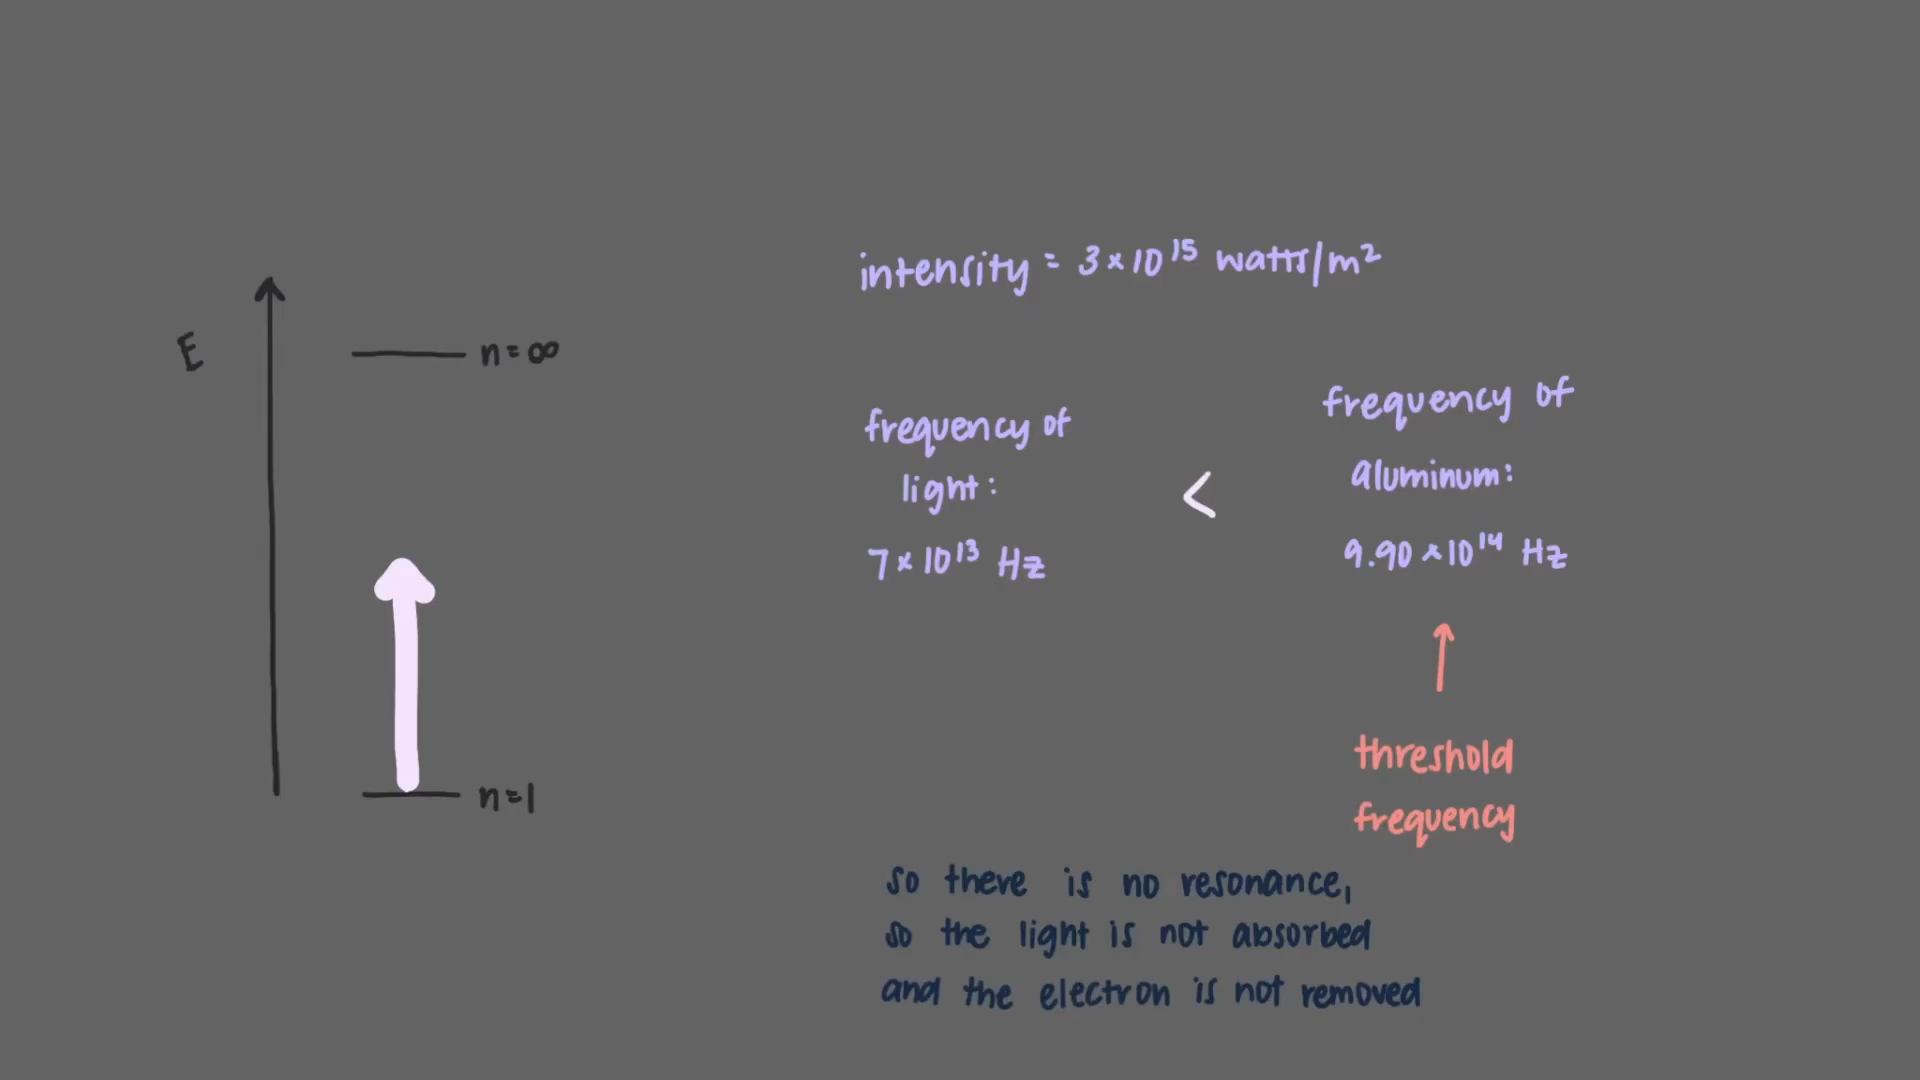 intensity = 3×10¹⁵ watts/m²
E
n=∞
n=1
frequency of
light:
7×10¹³ Hz
<
frequency of
aluminum:
9.90×10¹⁴ Hz
threshold
frequency
so there is no resonance,
so the light is not absorbed
and the electron is not removed